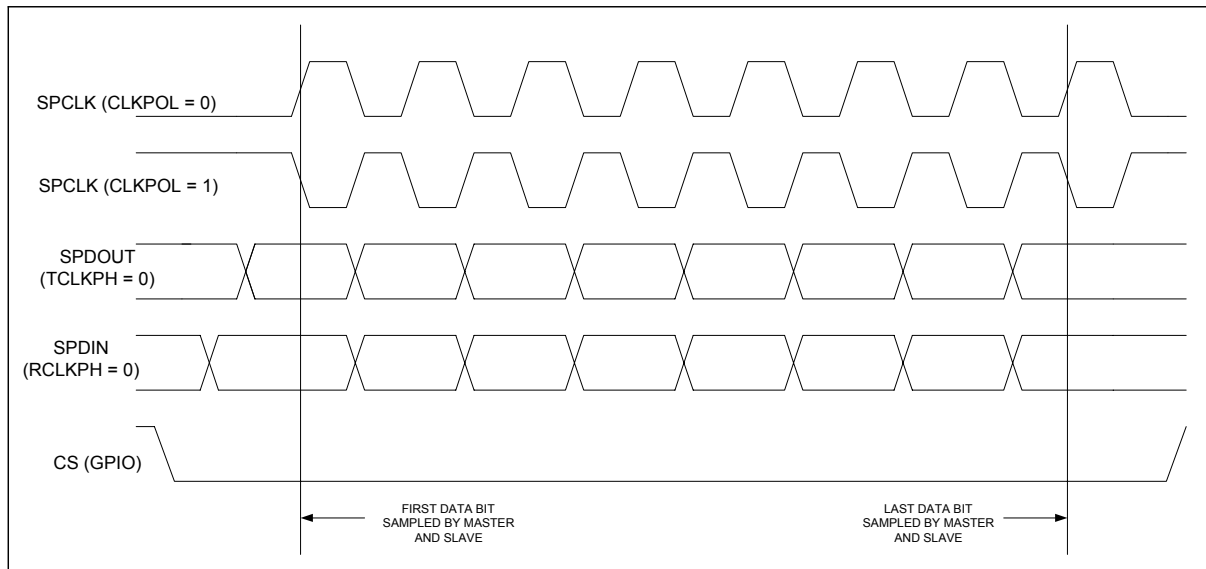 SPCLK (CLKPOL = 0)
SPCLK (CLKPOL = 1)
SPDOUT
(TCLKPH = 0)
SPDIN
(RCLKPH = 0)
CS (GPIO)
FIRST DATA BIT
SAMPLED BY MASTER
AND SLAVE
LAST DATA BIT
SAMPLED BY MASTER
AND SLAVE